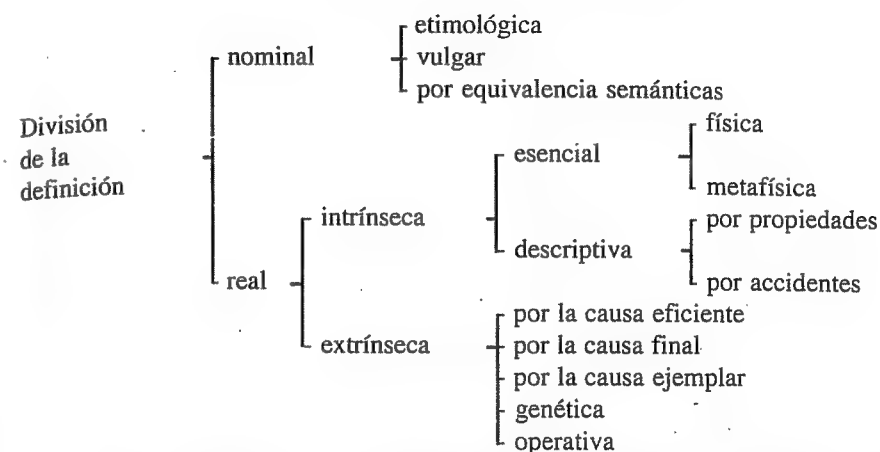 División
de la
definición
nominal
etimológica
vulgar
por equivalencia semánticas
real
intrínseca
esencial
física
metafísica
descriptiva
por propiedades
por accidentes
extrínseca
por la causa eficiente
por la causa final
por la causa ejemplar
genética
operativa